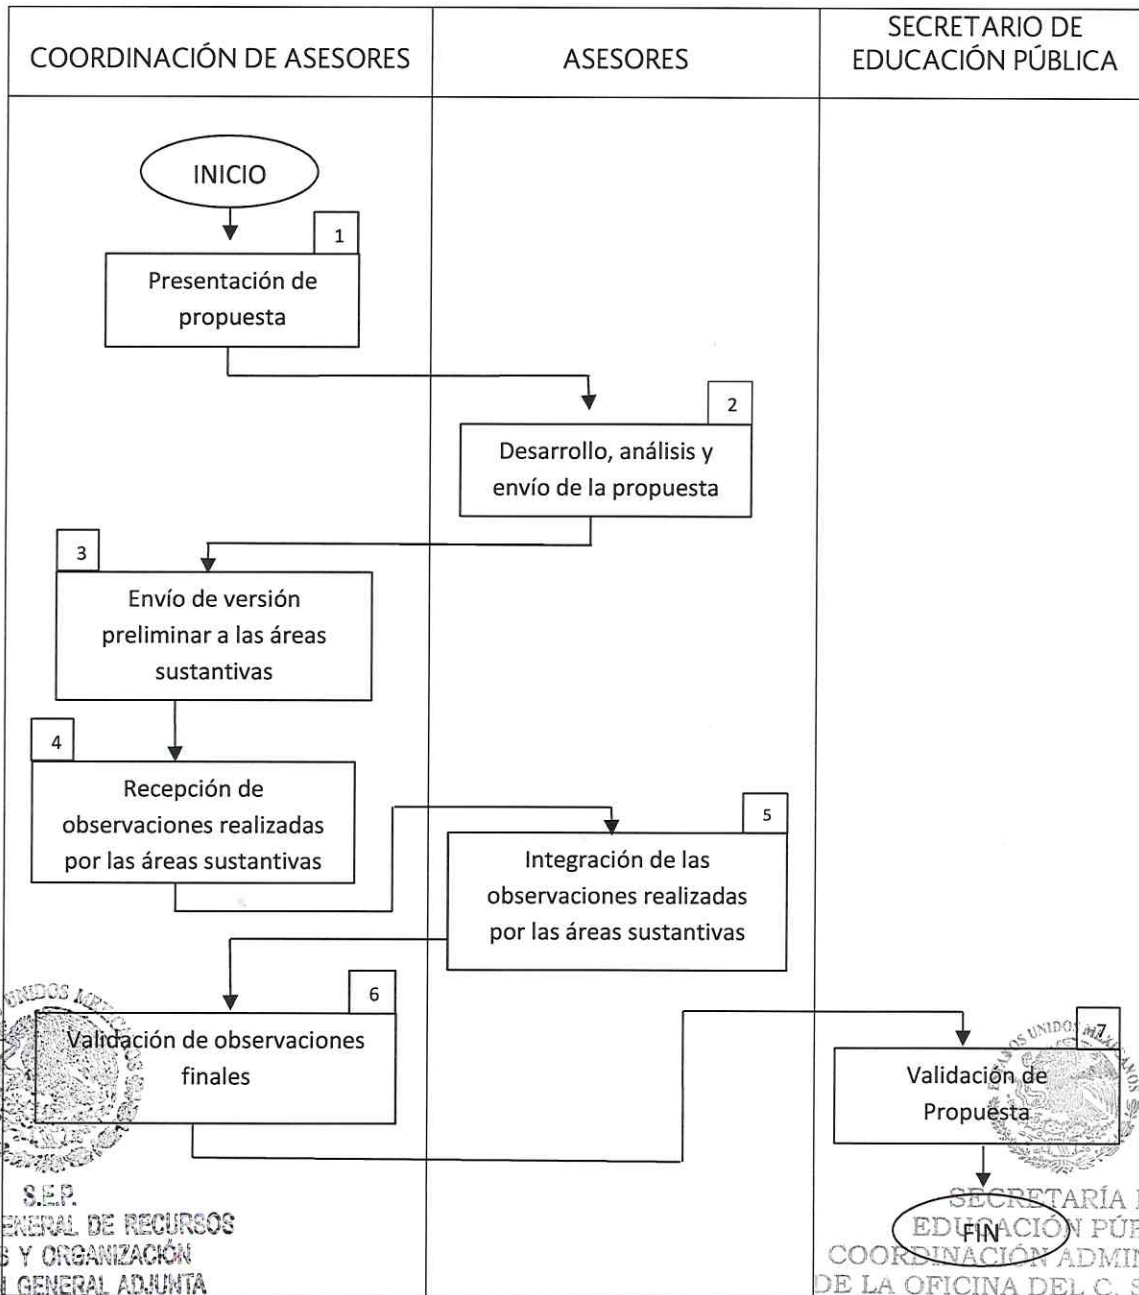 COORDINACIÓN DE ASESORES
ASESORES
SECRETARIO DE
EDUCACIÓN PÚBLICA
INICIO
1
Presentación de
propuesta
2
Desarrollo, análisis y
envío de la propuesta
3
Envío de versión
preliminar a las áreas
sustantivas
4
Recepción de
observaciones realizadas
por las áreas sustantivas
5
Integración de las
observaciones realizadas
por las áreas sustantivas
6
Validación de observaciones
finales
7
Validación de
Propuesta
FIN
UNIDOS
S.E.P.
ENERAL DE RECURSOS
S Y ORGANIZACIÓN
GENERAL ADJUNTA
UNIDOS
SECRETARÍA
EDUCACIÓN PÚB
COORDINACIÓN ADMIN
DE LA OFICINA DEL C. S